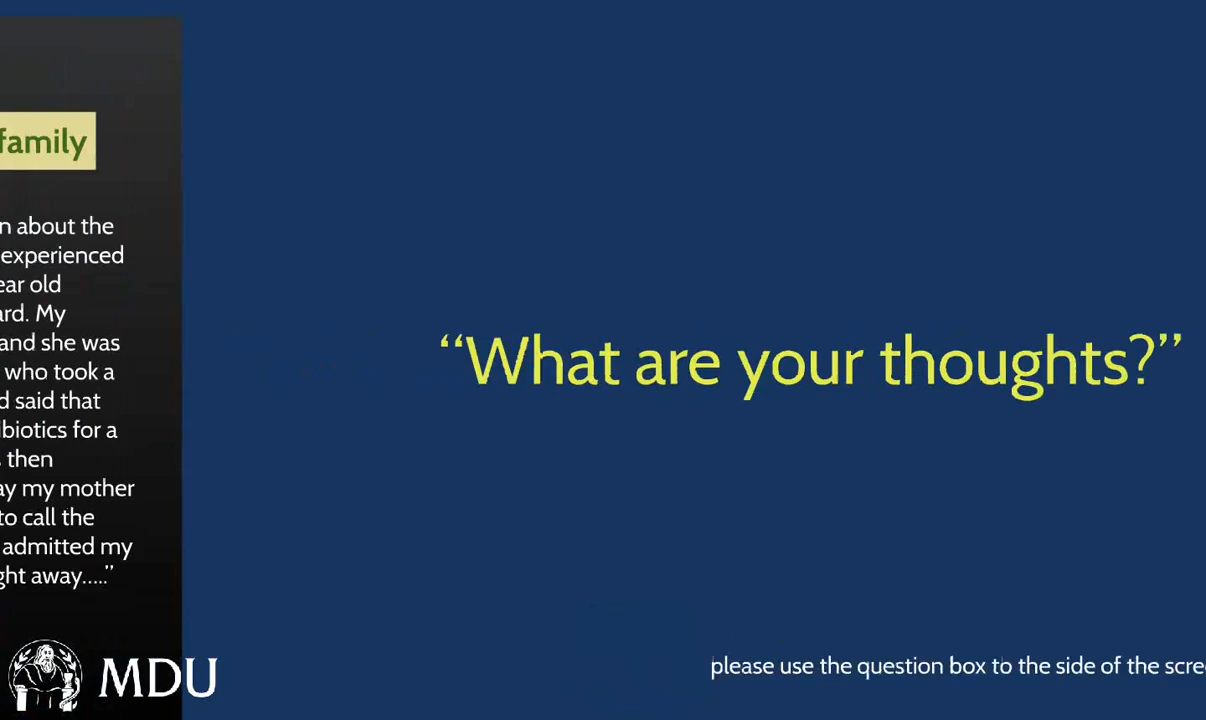 family
n about the
experienced
ear old
ard. My
and she was
who took a
d said that
ibiotics for a
s then
ay my mother
to call the
admitted my
ght away.....”
“What are your thoughts?”
MDU
please use the question box to the side of the scre